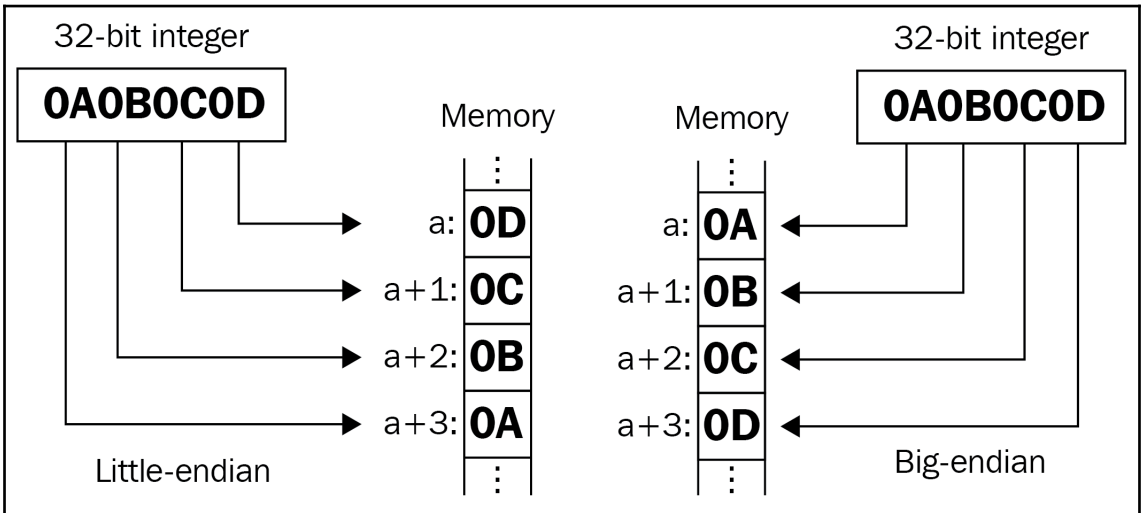 32-bit integer
0A0B0C0D
Memory
a: 0D
a+1: 0C
a+2: 0B
a+3: 0A
Little-endian
32-bit integer
0A0B0C0D
Memory
a: 0A
a+1: 0B
a+2: 0C
a+3: 0D
Big-endian